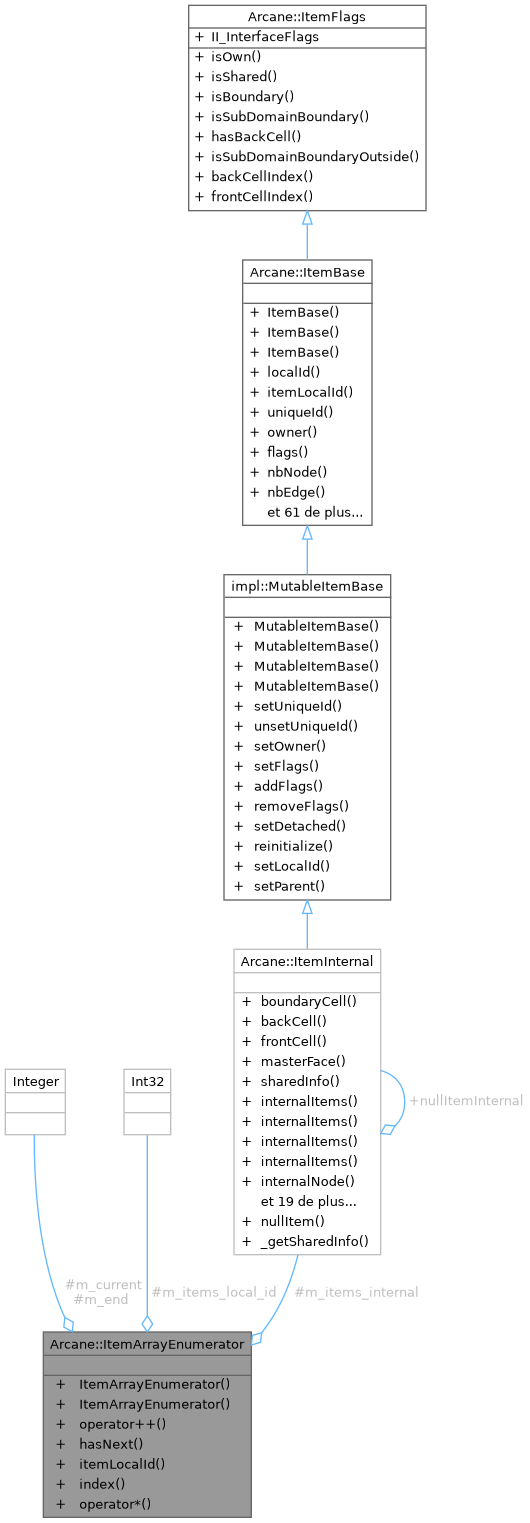 Arcane::ItemFlags
+ II_InterfaceFlags
+ isOwn()
+ isShared()
+ isBoundary()
+ isSubDomainBoundary()
+ hasBackCell()
+ isSubDomainBoundaryOutside()
+ backCellIndex()
+ frontCellIndex()
Arcane::ItemBase
+ ItemBase()
+ ItemBase()
+ ItemBase()
+ localId()
+ itemLocalId()
+ uniqueId()
+ owner()
+ flags()
+ nbNode()
+ nbEdge()
et 61 de plus...
impl::MutableItemBase
+ MutableItemBase()
+ MutableItemBase()
+ MutableItemBase()
+ MutableItemBase()
+ setUniqueId()
+ unsetUniqueId()
+ setOwner()
+ setFlags()
+ addFlags()
+ removeFlags()
+ setDetached()
+ reinitialize()
+ setLocalId()
+ setParent()
Arcane::ItemInternal
+ boundaryCell()
+ backCell()
+ frontCell()
+ masterFace()
+ sharedInfo()
+ internalItems()
+ internalItems()
+ internalItems()
+ internalItems()
+ internalNode()
et 19 de plus...
+ nullItem()
+ _getSharedInfo()
+nullItemInternal
Integer
Int32
#m_current
#m_end
#m_items_local_id
#m_items_internal
Arcane::ItemArrayEnumerator
+ ItemArrayEnumerator()
+ ItemArrayEnumerator()
+ operator++()
+ hasNext()
+ itemLocalId()
+ index()
+ operator*()